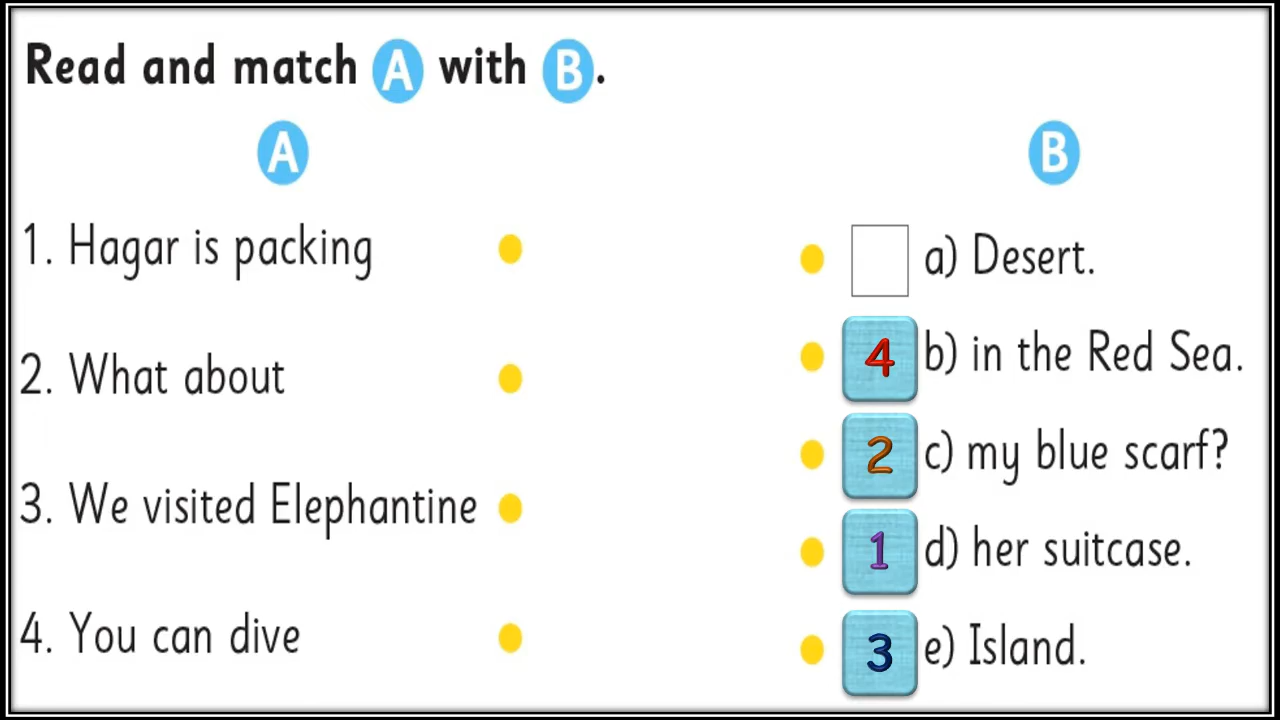 Read and match A with B.
A
B
1. Hagar is packing
2. What about
3. We visited Elephantine
4. You can dive
a) Desert.
4 b) in the Red Sea.
2 c) my blue scarf?
1 d) her suitcase.
3 e) Island.